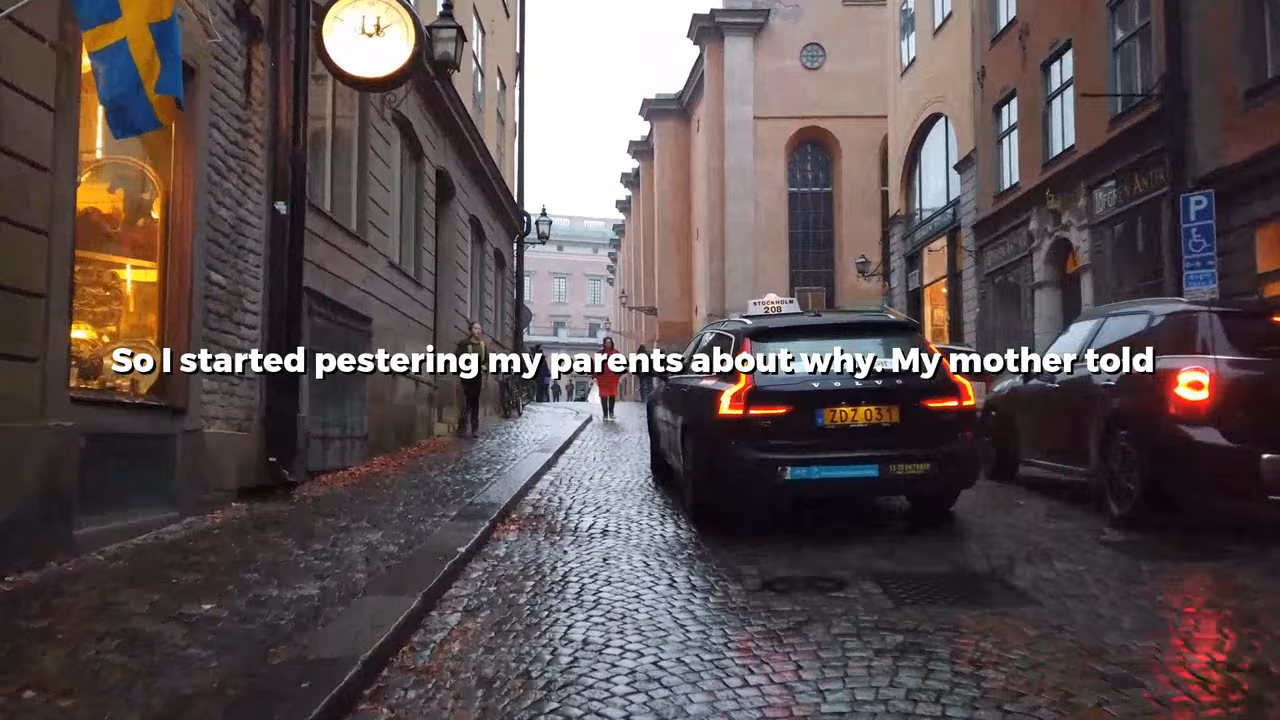 STOCKHOLM
208
So I started pestering my parents about why. My mother told
VOLVO
ZDZ 031
P